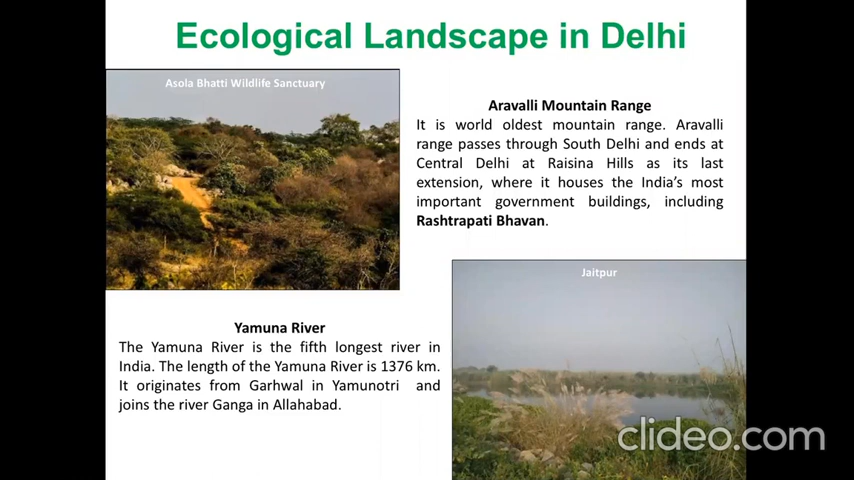 Ecological Landscape in Delhi
Asola Bhatti Wildlife Sanctuary
Aravalli Mountain Range
It is world oldest mountain range. Aravalli
range passes through South Delhi and ends at
Central Delhi at Raisina Hills as its last
extension, where it houses the India's most
important government buildings, including
Rashtrapati Bhavan.
Jaitpur
Yamuna River
The Yamuna River is the fifth longest river in
India. The length of the Yamuna River is 1376 km.
It originates from Garhwal in Yamunotri and
joins the river Ganga in Allahabad.
clideo.com